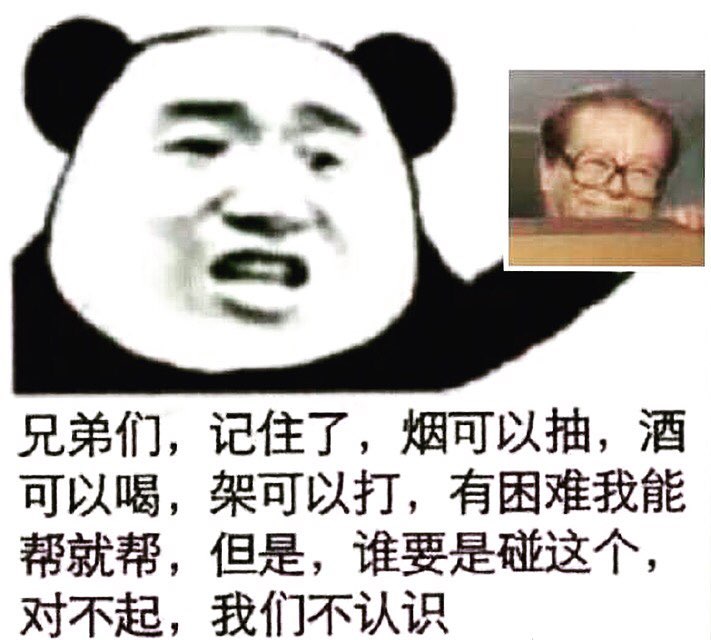 兄弟们，记住了，烟可以抽，酒
可以喝，架可以打，有困难我能
帮就帮，但是，谁要是碰这个，
对不起，我们不认识